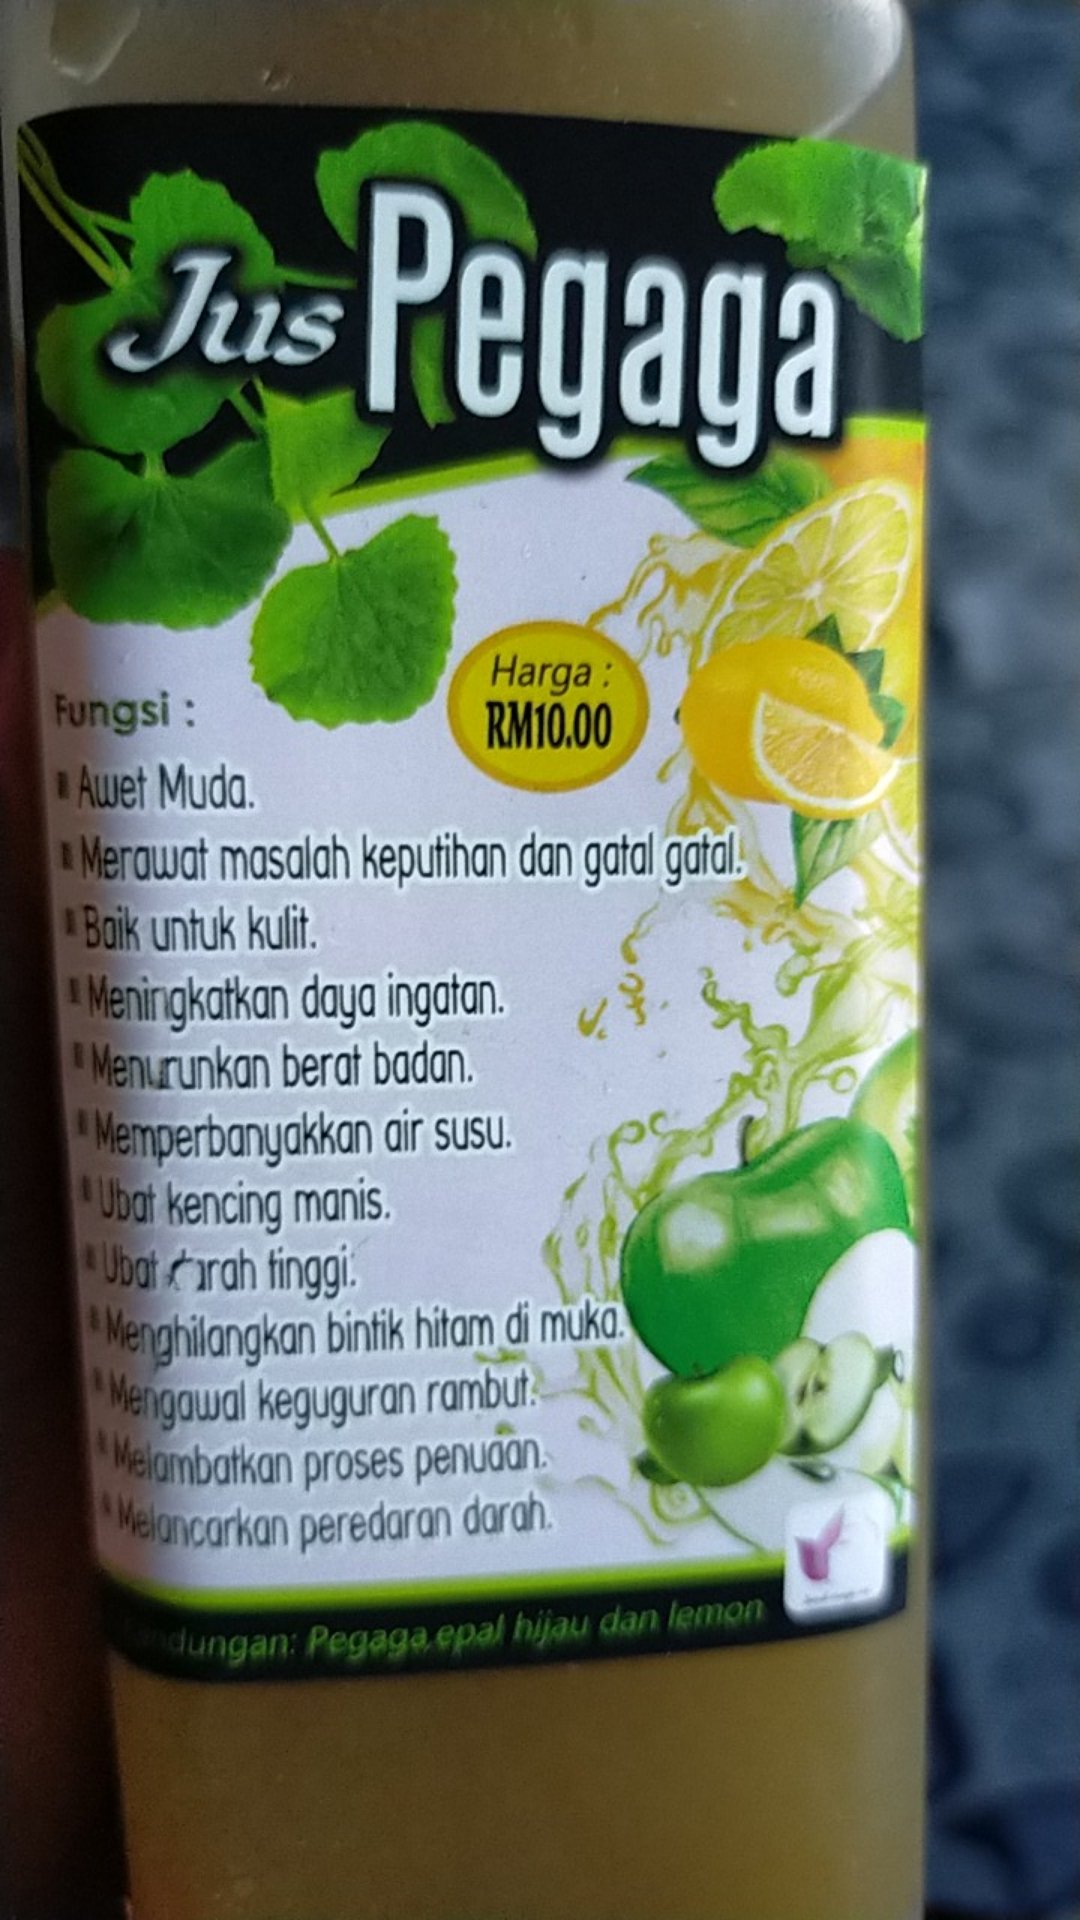 Jus Pegaga
Harga :
RM10.00
Fungsi :
▪ Awet Muda.
▪ Merawat masalah keputihan dan gatal gatal.
▪ Baik untuk kulit.
▪ Meningkatkan daya ingatan.
▪ Menurunkan berat badan.
▪ Memperbanyakkan air susu.
▪ Ubat kencing manis.
▪ Ubat darah tinggi.
▪ Menghilangkan bintik hitam di muka.
▪ Mengawal keguguran rambut.
▪ Melambatkan proses penuaan.
▪ Melancarkan peredaran darah.
Kandungan: Pegaga,epal hijau dan lemon